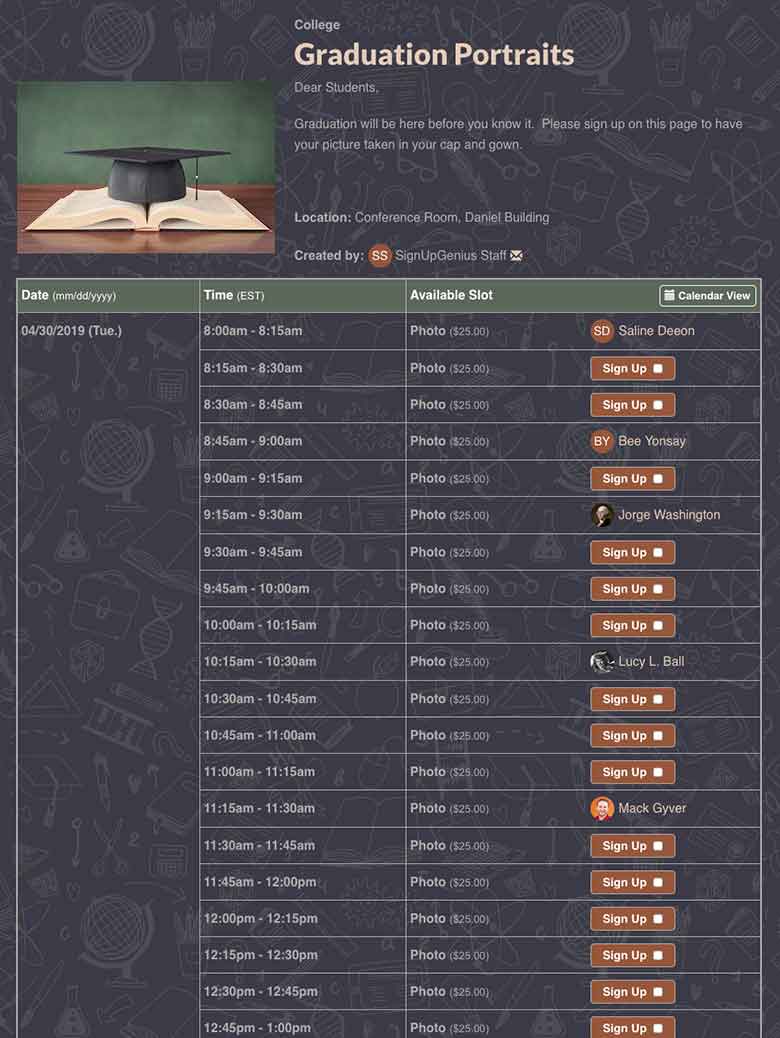 College
Graduation Portraits
Dear Students,
Graduation will be here before you know it.  Please sign up on this page to have
your picture taken in your cap and gown.
Location: Conference Room, Daniel Building
Created by: SS SignUpGenius Staff
Date (mm/dd/yyyy) Time (EST) Available Slot Calendar View
04/30/2019 (Tue.) 8:00am - 8:15am Photo ($25.00) SD Saline Deeon
8:15am - 8:30am Photo ($25.00) Sign Up
8:30am - 8:45am Photo ($25.00) Sign Up
8:45am - 9:00am Photo ($25.00) BY Bee Yonsay
9:00am - 9:15am Photo ($25.00) Sign Up
9:15am - 9:30am Photo ($25.00) Jorge Washington
9:30am - 9:45am Photo ($25.00) Sign Up
9:45am - 10:00am Photo ($25.00) Sign Up
10:00am - 10:15am Photo ($25.00) Sign Up
10:15am - 10:30am Photo ($25.00) Lucy L. Ball
10:30am - 10:45am Photo ($25.00) Sign Up
10:45am - 11:00am Photo ($25.00) Sign Up
11:00am - 11:15am Photo ($25.00) Sign Up
11:15am - 11:30am Photo ($25.00) Mack Gyver
11:30am - 11:45am Photo ($25.00) Sign Up
11:45am - 12:00pm Photo ($25.00) Sign Up
12:00pm - 12:15pm Photo ($25.00) Sign Up
12:15pm - 12:30pm Photo ($25.00) Sign Up
12:30pm - 12:45pm Photo ($25.00) Sign Up
12:45pm - 1:00pm Photo ($25.00) Sign Up